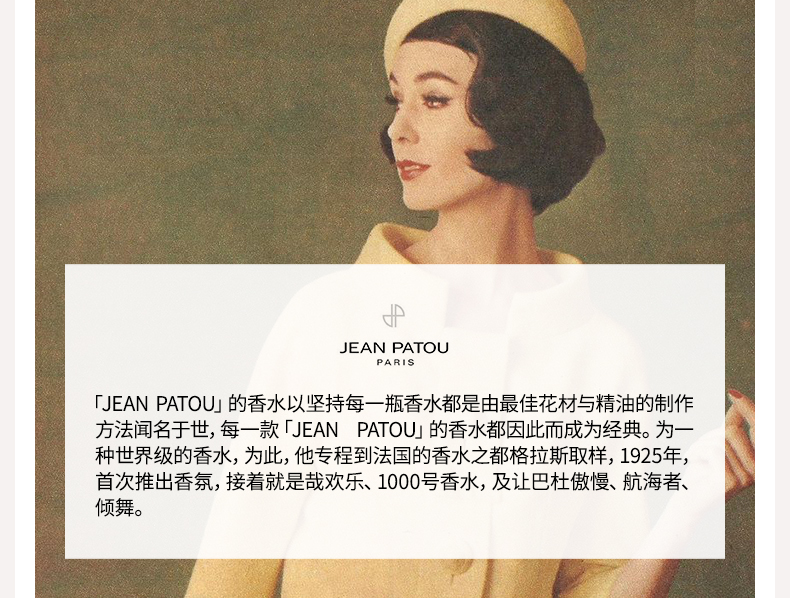 JEAN PATOU
PARIS
「JEAN PATOU」的香水以坚持每一瓶香水都是由最佳花材与精油的制作
方法闻名于世，每一款「JEAN PATOU」的香水都因此而成为经典。为一
种世界级的香水，为此，他专程到法国的香水之都格拉斯取样，1925年，
首次推出香氛，接着就是哉欢乐、1000号香水，及让巴杜傲慢、航海者、
倾舞。